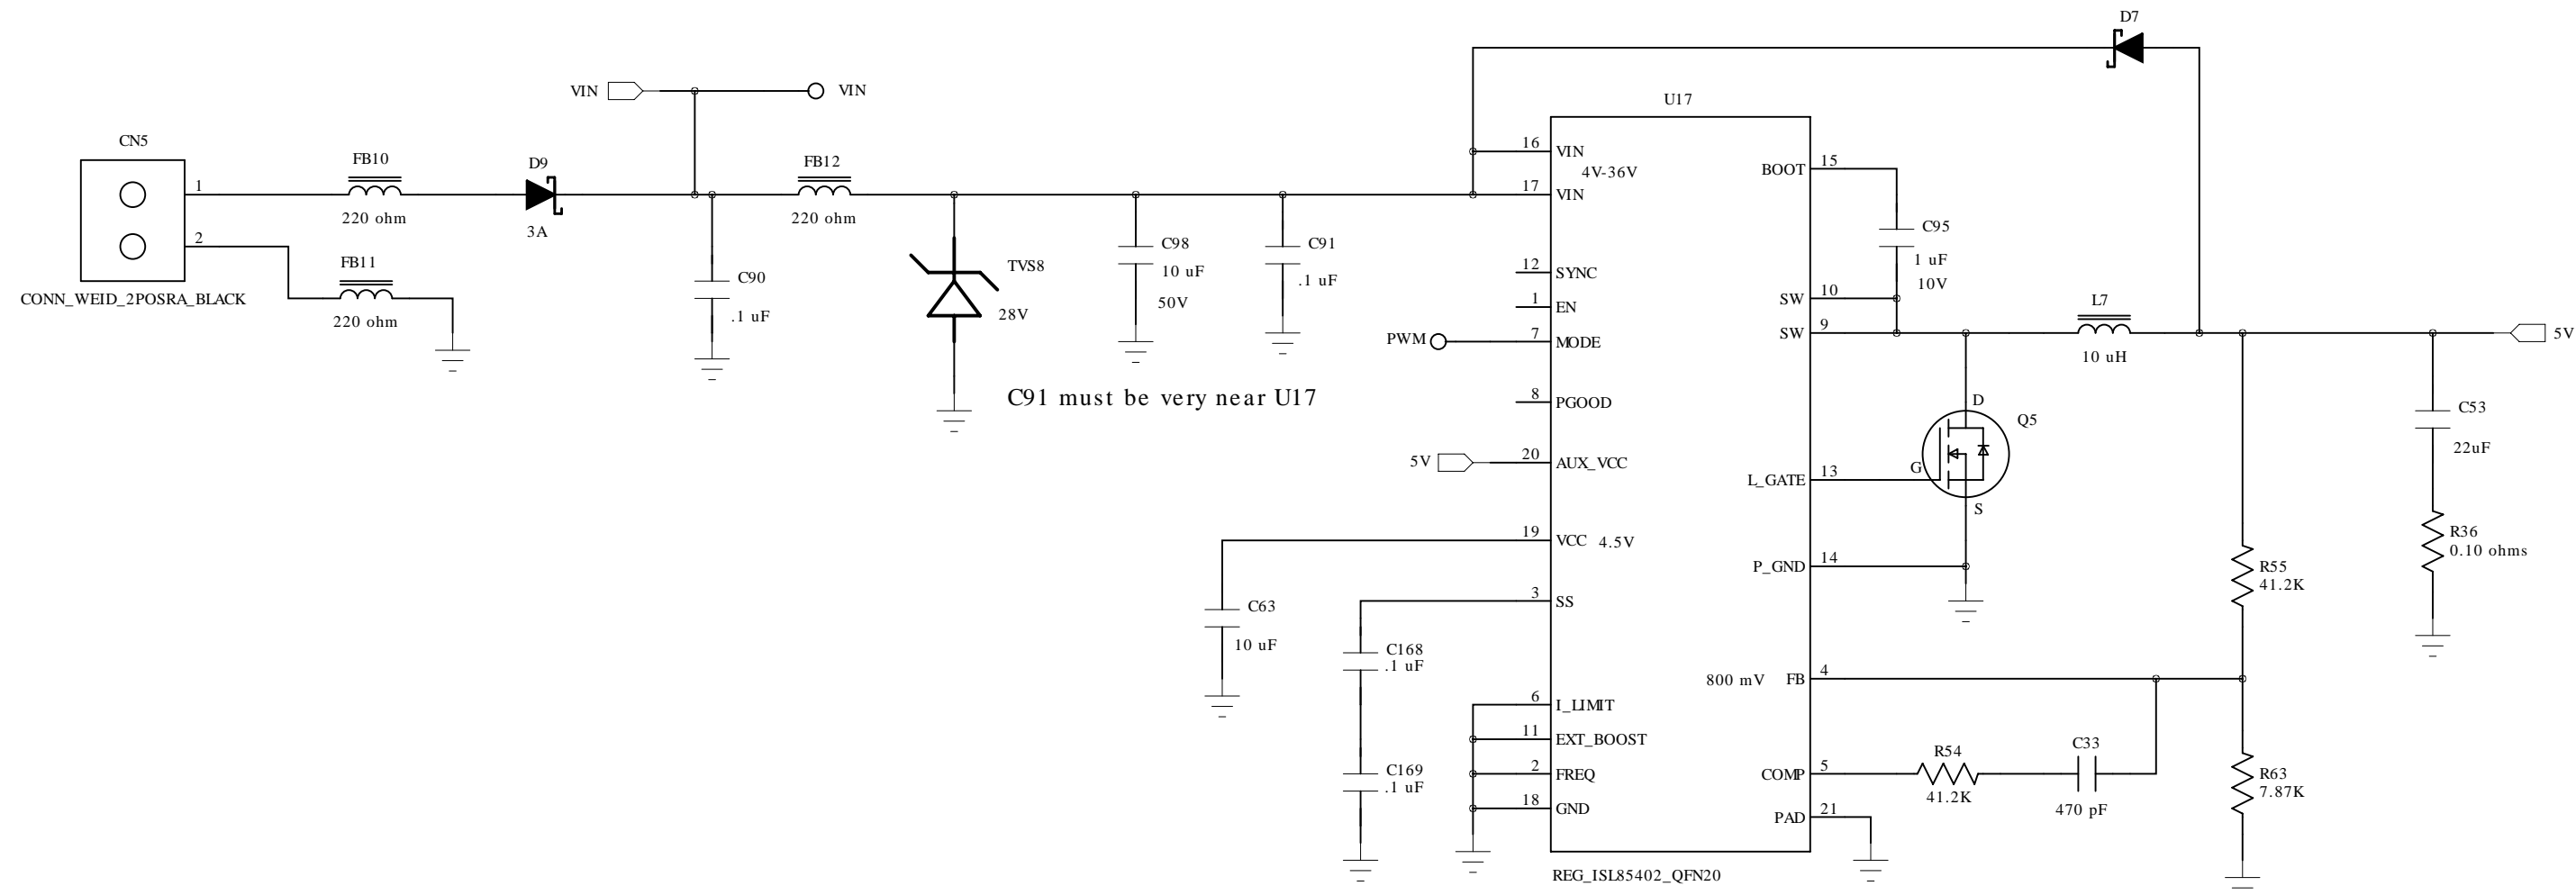 D7
VIN
VIN
U17
CN5
FB10
D9
FB12
1
2
220 ohm
3A
220 ohm
FB11
220 ohm
CONN_WEID_2POSRA_BLACK
C90
.1 uF
TVS8
28V
C98
10 uF
50V
C91
.1 uF
C91 must be very near U17
16
VIN
4V-36V
17
VIN
12
SYNC
1
EN
PWM
7
MODE
8
PGOOD
5V
20
AUX_VCC
19
VCC 4.5V
C63
10 uF
3
SS
C168
.1 uF
C169
.1 uF
6
I_LIMIT
11
EXT_BOOST
2
FREQ
18
GND
BOOT
15
C95
1 uF
10V
SW
10
SW
9
L7
10 uH
5V
D
Q5
G
S
L_GATE
13
P_GND
14
C53
22uF
R36
0.10 ohms
R55
41.2K
800 mV
FB
4
COMP
5
R54
41.2K
C33
470 pF
R63
7.87K
PAD
21
REG_ISL85402_QFN20